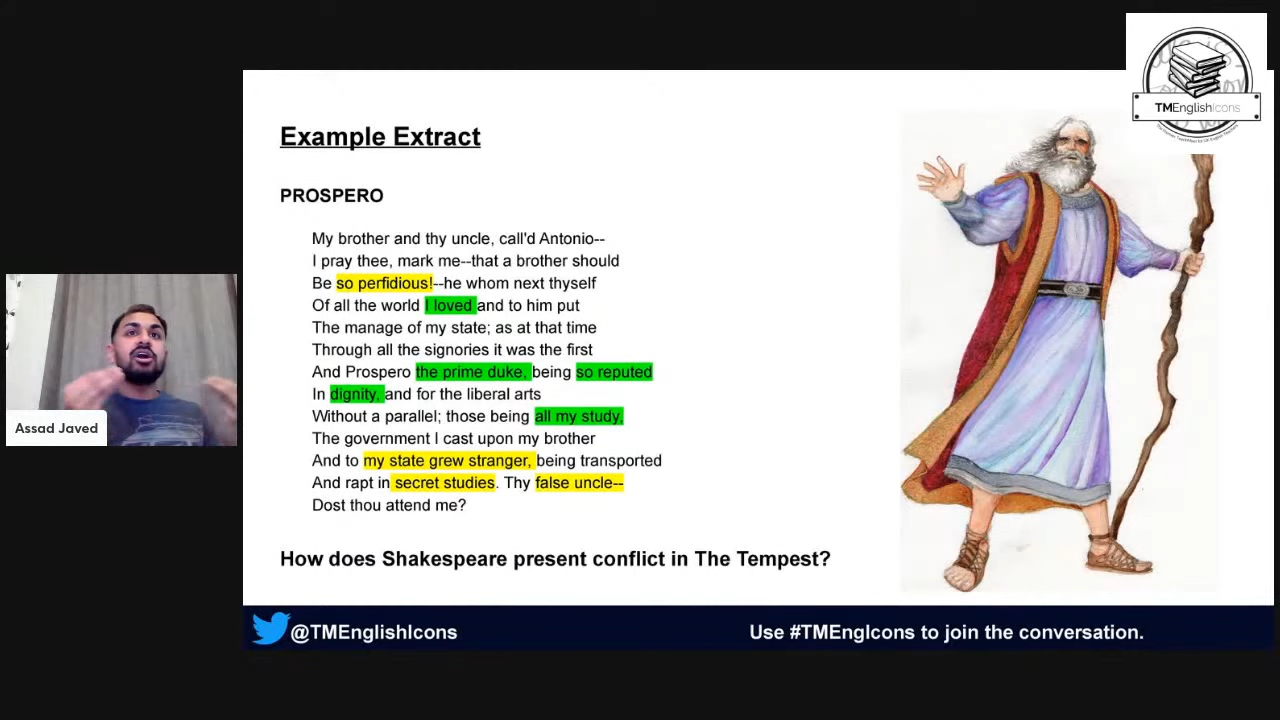 TMEnglishIcons
Example Extract
PROSPERO
My brother and thy uncle, call'd Antonio--
I pray thee, mark me--that a brother should
Be so perfidious!--he whom next thyself
Of all the world I loved and to him put
The manage of my state; as at that time
Through all the signories it was the first
And Prospero the prime duke, being so reputed
In dignity, and for the liberal arts
Without a parallel; those being all my study,
The government I cast upon my brother
And to my state grew stranger, being transported
And rapt in secret studies. Thy false uncle--
Dost thou attend me?
How does Shakespeare present conflict in The Tempest?
Assad Javed
@TMEnglishIcons
Use #TMEngIcons to join the conversation.